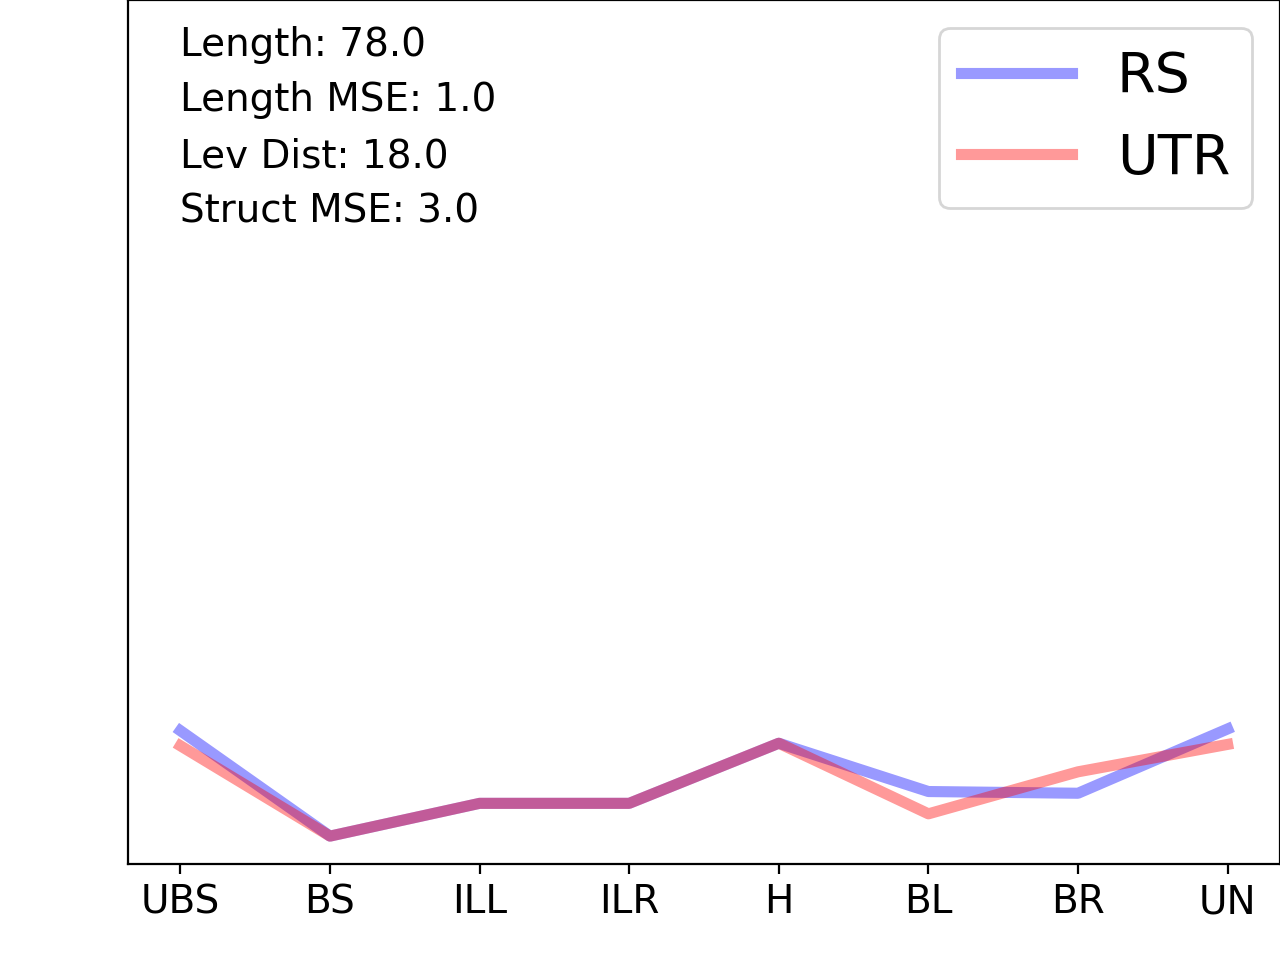 Length: 78.0
Length MSE: 1.0
Lev Dist: 18.0
Struct MSE: 3.0
RS
UTR
UBS BS ILL ILR H BL BR UN